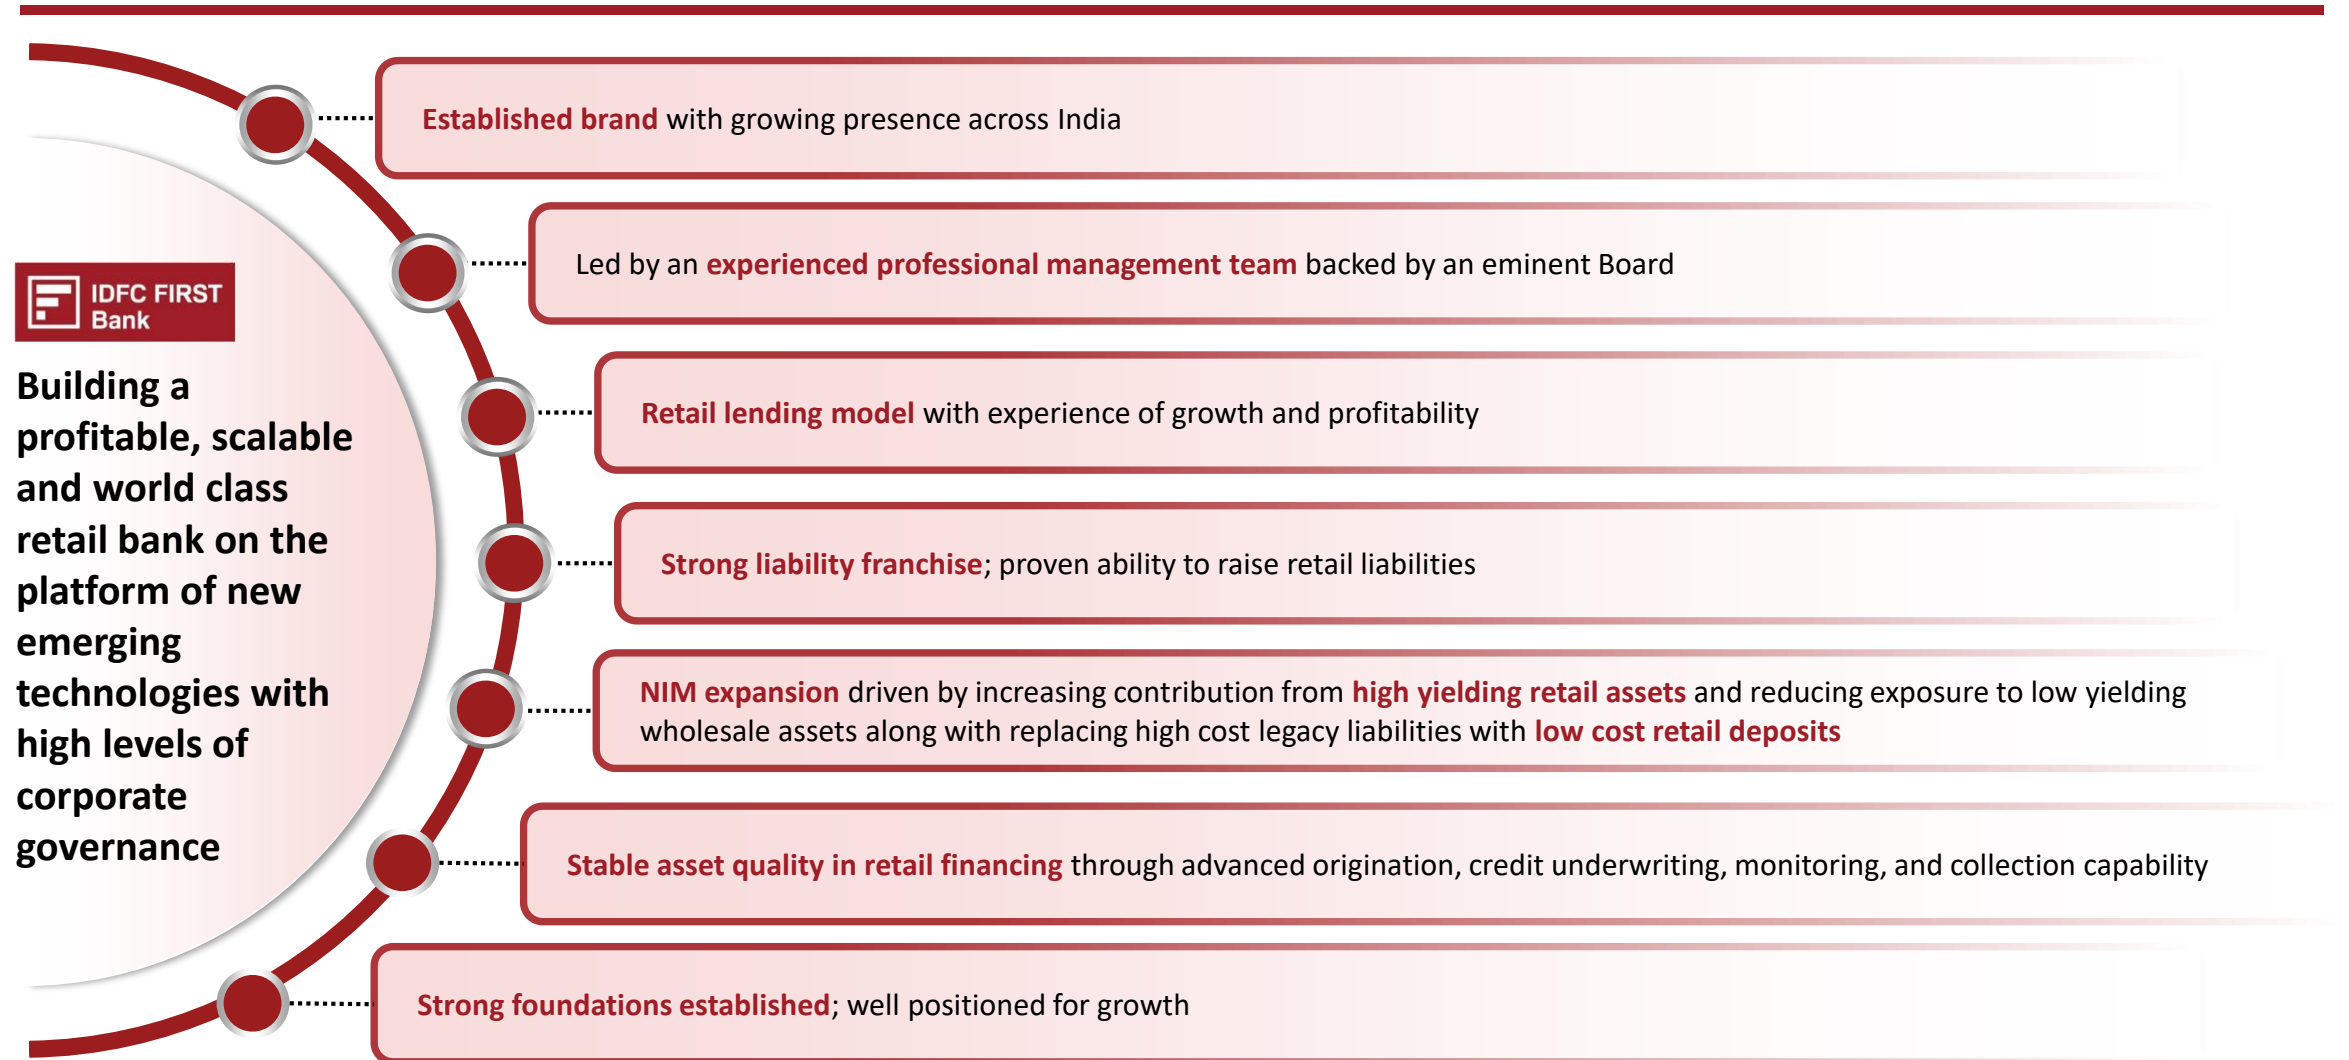 Established brand with growing presence across India
Led by an experienced professional management team backed by an eminent Board
IDFC FIRST
Bank
Building a
profitable, scalable
and world class
retail bank on the
platform of new
emerging
technologies with
high levels of
corporate
governance
Retail lending model with experience of growth and profitability
Strong liability franchise; proven ability to raise retail liabilities
NIM expansion driven by increasing contribution from high yielding retail assets and reducing exposure to low yielding
wholesale assets along with replacing high cost legacy liabilities with low cost retail deposits
Stable asset quality in retail financing through advanced origination, credit underwriting, monitoring, and collection capability
Strong foundations established; well positioned for growth